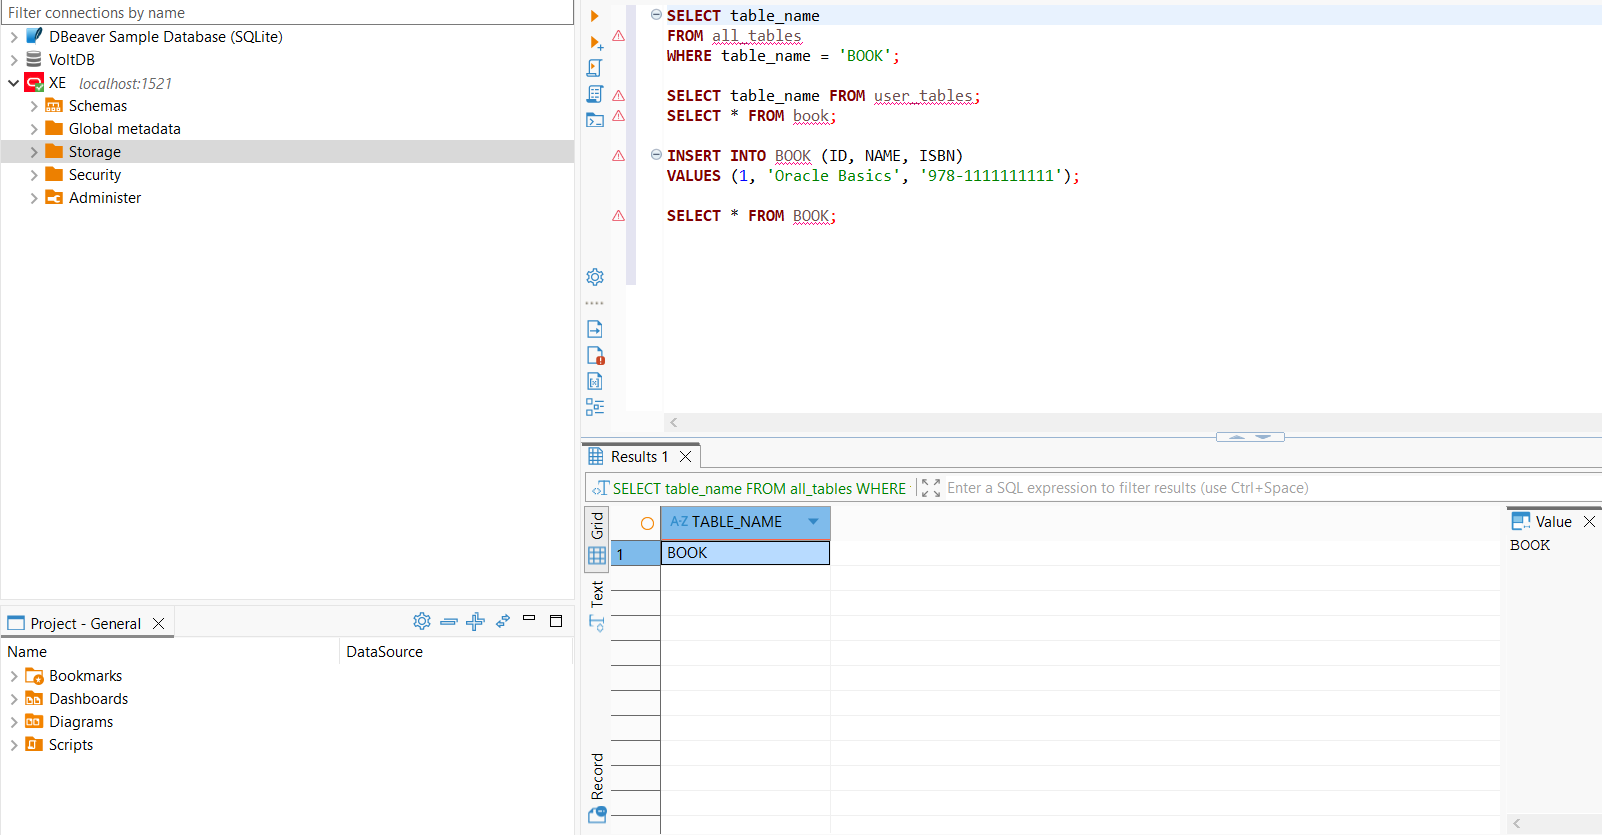 Filter connections by name
DBeaver Sample Database (SQLite)
VoltDB
XE localhost:1521
Schemas
Global metadata
Storage
Security
Administer
Project - General
Name DataSource
Bookmarks
Dashboards
Diagrams
Scripts
SELECT table_name
FROM all_tables
WHERE table_name = 'BOOK';
SELECT table_name FROM user_tables;
SELECT * FROM book;
INSERT INTO BOOK (ID, NAME, ISBN)
VALUES (1, 'Oracle Basics', '978-1111111111');
SELECT * FROM BOOK;
Results 1
SELECT table_name FROM all_tables WHERE Enter a SQL expression to filter results (use Ctrl+Space)
Grid
Text
Record
A-Z TABLE_NAME
1 BOOK
Value
BOOK